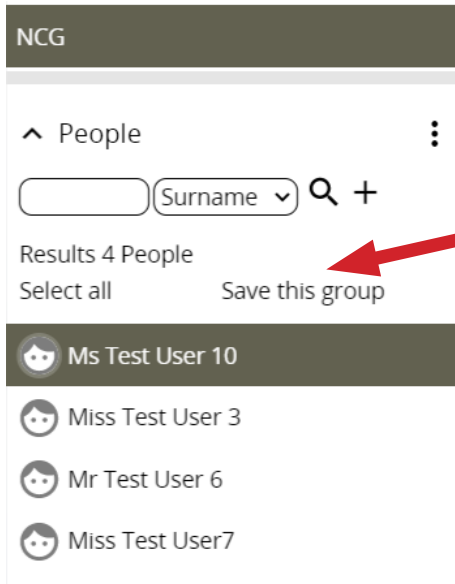 NCG
People
Surname
Results 4 People
Select all Save this group
Ms Test User 10
Miss Test User 3
Mr Test User 6
Miss Test User7